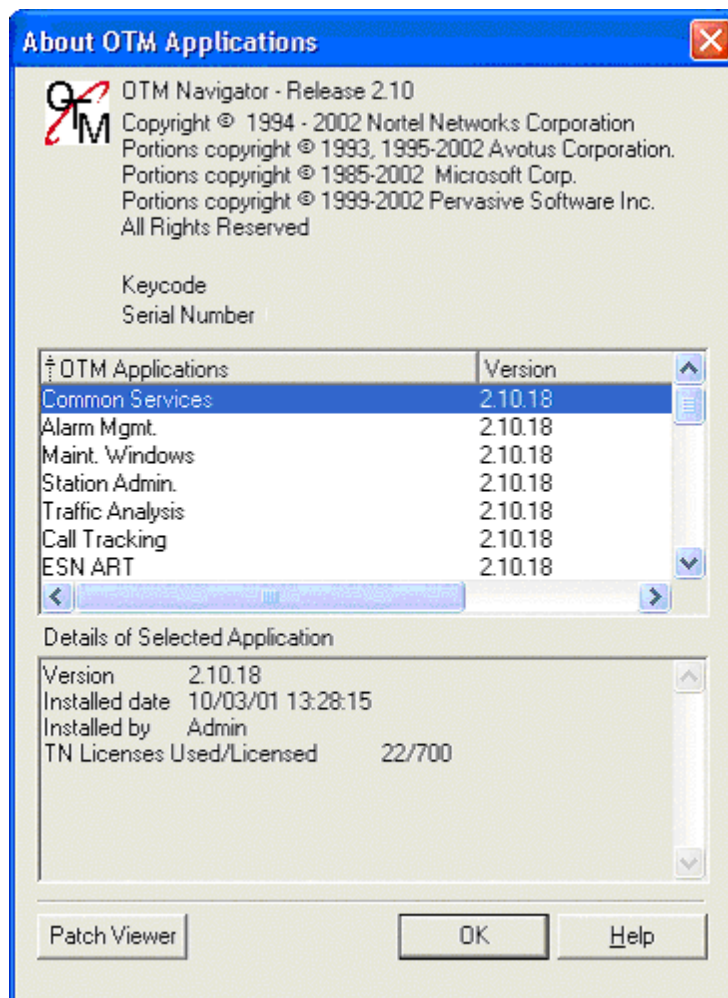 About OTM Applications
OTM
OTM Navigator - Release 2.10
Copyright © 1994 - 2002 Nortel Networks Corporation
Portions copyright © 1993, 1995-2002 Avotus Corporation.
Portions copyright © 1985-2002 Microsoft Corp.
Portions copyright © 1999-2002 Pervasive Software Inc.
All Rights Reserved
Keycode
Serial Number
OTM Applications Version
Common Services 2.10.18
Alarm Mgmt. 2.10.18
Maint. Windows 2.10.18
Station Admin. 2.10.18
Traffic Analysis 2.10.18
Call Tracking 2.10.18
ESN ART 2.10.18
Details of Selected Application
Version 2.10.18
Installed date 10/03/01 13:28:15
Installed by Admin
TN Licenses Used/Licensed 22/700
Patch Viewer OK Help